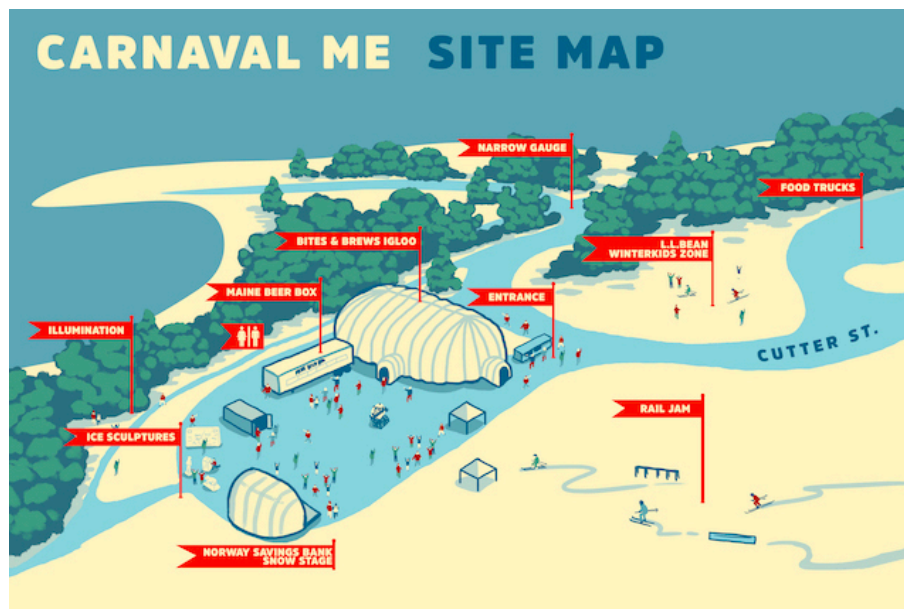 CARNAVAL ME SITE MAP
NARROW GAUGE
FOOD TRUCKS
BITES & BREWS IGLOO
L.L.BEAN
WINTERKIDS ZONE
MAINE BEER BOX
ENTRANCE
ILLUMINATION
CUTTER ST.
RAIL JAM
ICE SCULPTURES
NORWAY SAVINGS BANK
SNOW STAGE